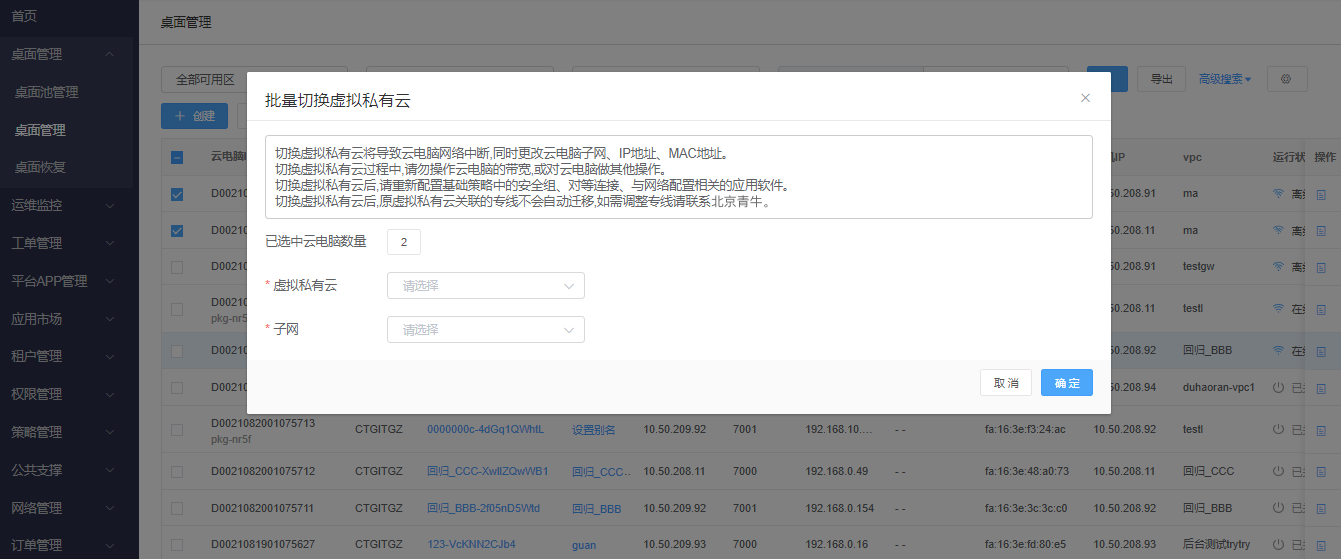 首页
桌面管理
桌面池管理
桌面管理
桌面恢复
运维监控
工单管理
平台APP管理
应用市场
租户管理
权限管理
策略管理
公共支撑
网络管理
订单管理
桌面管理
全部可用区
导出
高级搜索
创建
批量切换虚拟私有云
切换虚拟私有云将导致云电脑网络中断,同时更改云电脑子网、IP地址、MAC地址。
切换虚拟私有云过程中,请勿操作云电脑的带宽,或对云电脑做其他操作。
切换虚拟私有云后,请重新配置基础策略中的安全组、对等连接、与网络配置相关的应用软件。
切换虚拟私有云后,原虚拟私有云关联的专线不会自动迁移,如需调整专线请联系北京青牛。
已选中云电脑数量 2
* 虚拟私有云 请选择
* 子网 请选择
取消 确定
云电脑 IP vpc 运行状 操作
D00210 50.208.91 ma 离
D00210 50.208.11 ma 离
D00210 50.208.91 testgw 离
D00210 50.208.11 testl 在
pkg-nr5
D00210 50.208.92 回归_BBB 在
D00210 50.208.94 duhaoran-vpc1 已
D0021082001075713 CTGITGZ 0000000c-4dGq1QWhtL 设置别名 10.50.209.92 7001 192.168.10.... - - fa:16:3e:f3:24:ac 10.50.208.92 testl 已
pkg-nr5f
D0021082001075712 CTGITGZ 回归_CCC-XwllZQwWB1 回归_CCC... 10.50.208.11 7000 192.168.0.49 - - fa:16:3e:48:a0:73 10.50.208.11 回归_CCC 已
D0021082001075711 CTGITGZ 回归_BBB-2f05nD5Wtd 回归_BBB 10.50.209.92 7000 192.168.0.154 - - fa:16:3e:3c:3c:c0 10.50.208.92 回归_BBB 已
D0021081901075627 CTGITGZ 123-VcKNN2CJb4 guan 10.50.209.93 7000 192.168.0.16 - - fa:16:3e:fd:80:e5 10.50.208.93 后台测试trytry 已